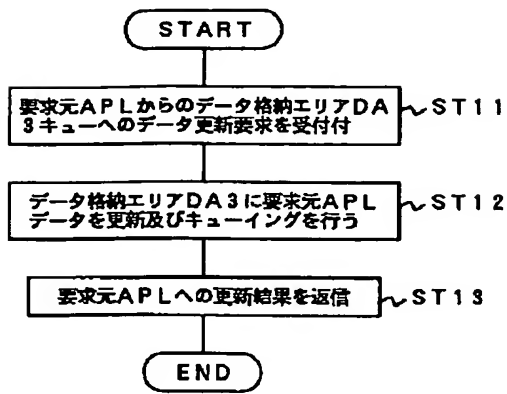 START
要求元APLからのデータ格納エリアDA
3キューへのデータ更新要求を受付付
ST11
データ格納エリアDA3に要求元APL
データを更新及びキューイングを行う
ST12
要求元APLへの更新結果を返信
ST13
END